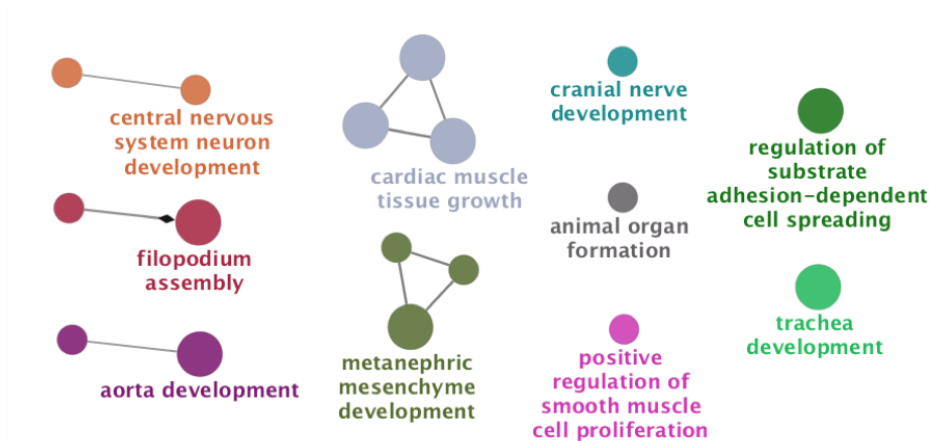 central nervous
system neuron
development
filopodium
assembly
aorta development
cardiac muscle
tissue growth
metanephric
mesenchyme
development
cranial nerve
development
animal organ
formation
positive
regulation of
smooth muscle
cell proliferation
regulation of
substrate
adhesion-dependent
cell spreading
trachea
development